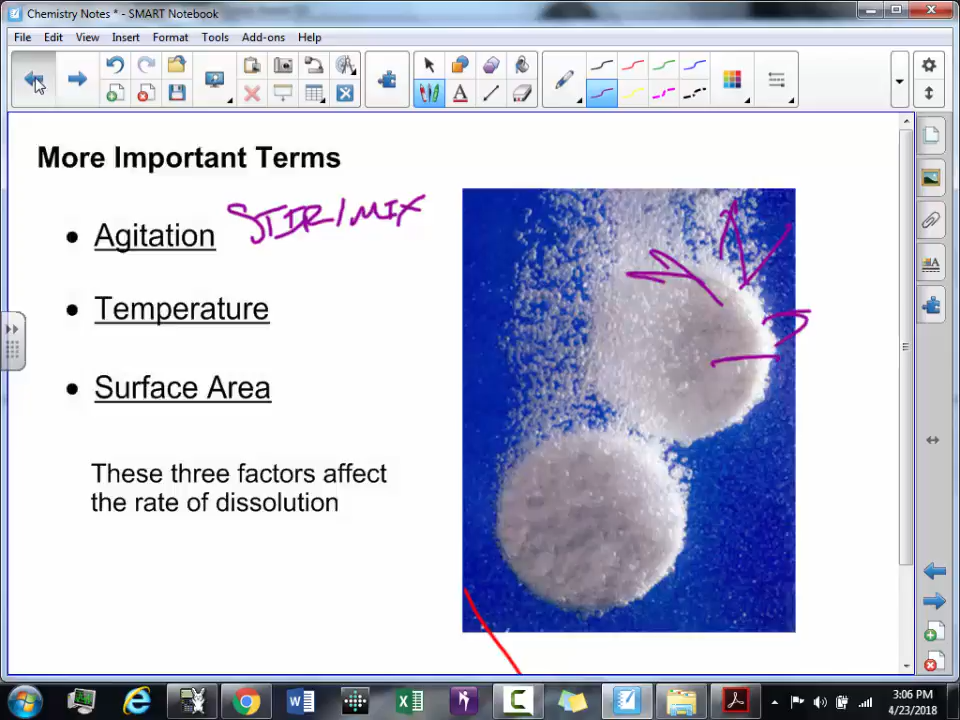 Chemistry Notes * - SMART Notebook
File Edit View Insert Format Tools Add-ons Help
More Important Terms
• Agitation STIR/MIX
• Temperature
• Surface Area
These three factors affect
the rate of dissolution
3:06 PM
4/23/2018